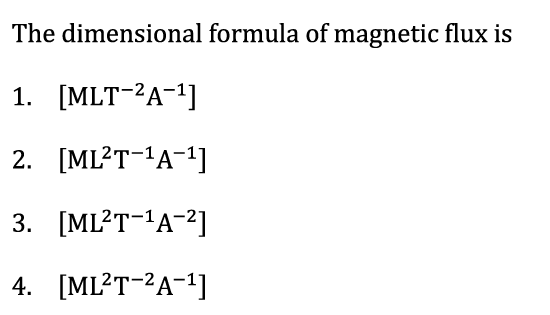 The dimensional formula of magnetic flux is
1. [MLT⁻²A⁻¹]
2. [ML²T⁻¹A⁻¹]
3. [ML²T⁻¹A⁻²]
4. [ML²T⁻²A⁻¹]